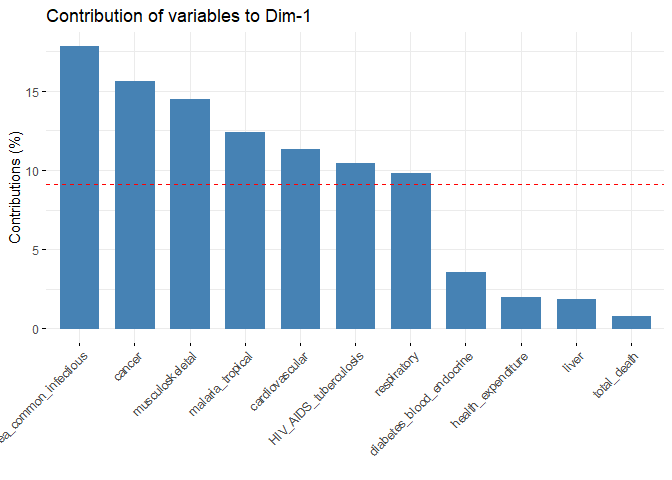 Contribution of variables to Dim-1
Contributions (%)
15
10
5
0
ea_common_infectious
cancer
musculoskeletal
malaria_tropical
cardiovascular
HIV_AIDS_tuberculosis
respiratory
diabetes_blood_endocrine
health_expenditure
liver
total_death